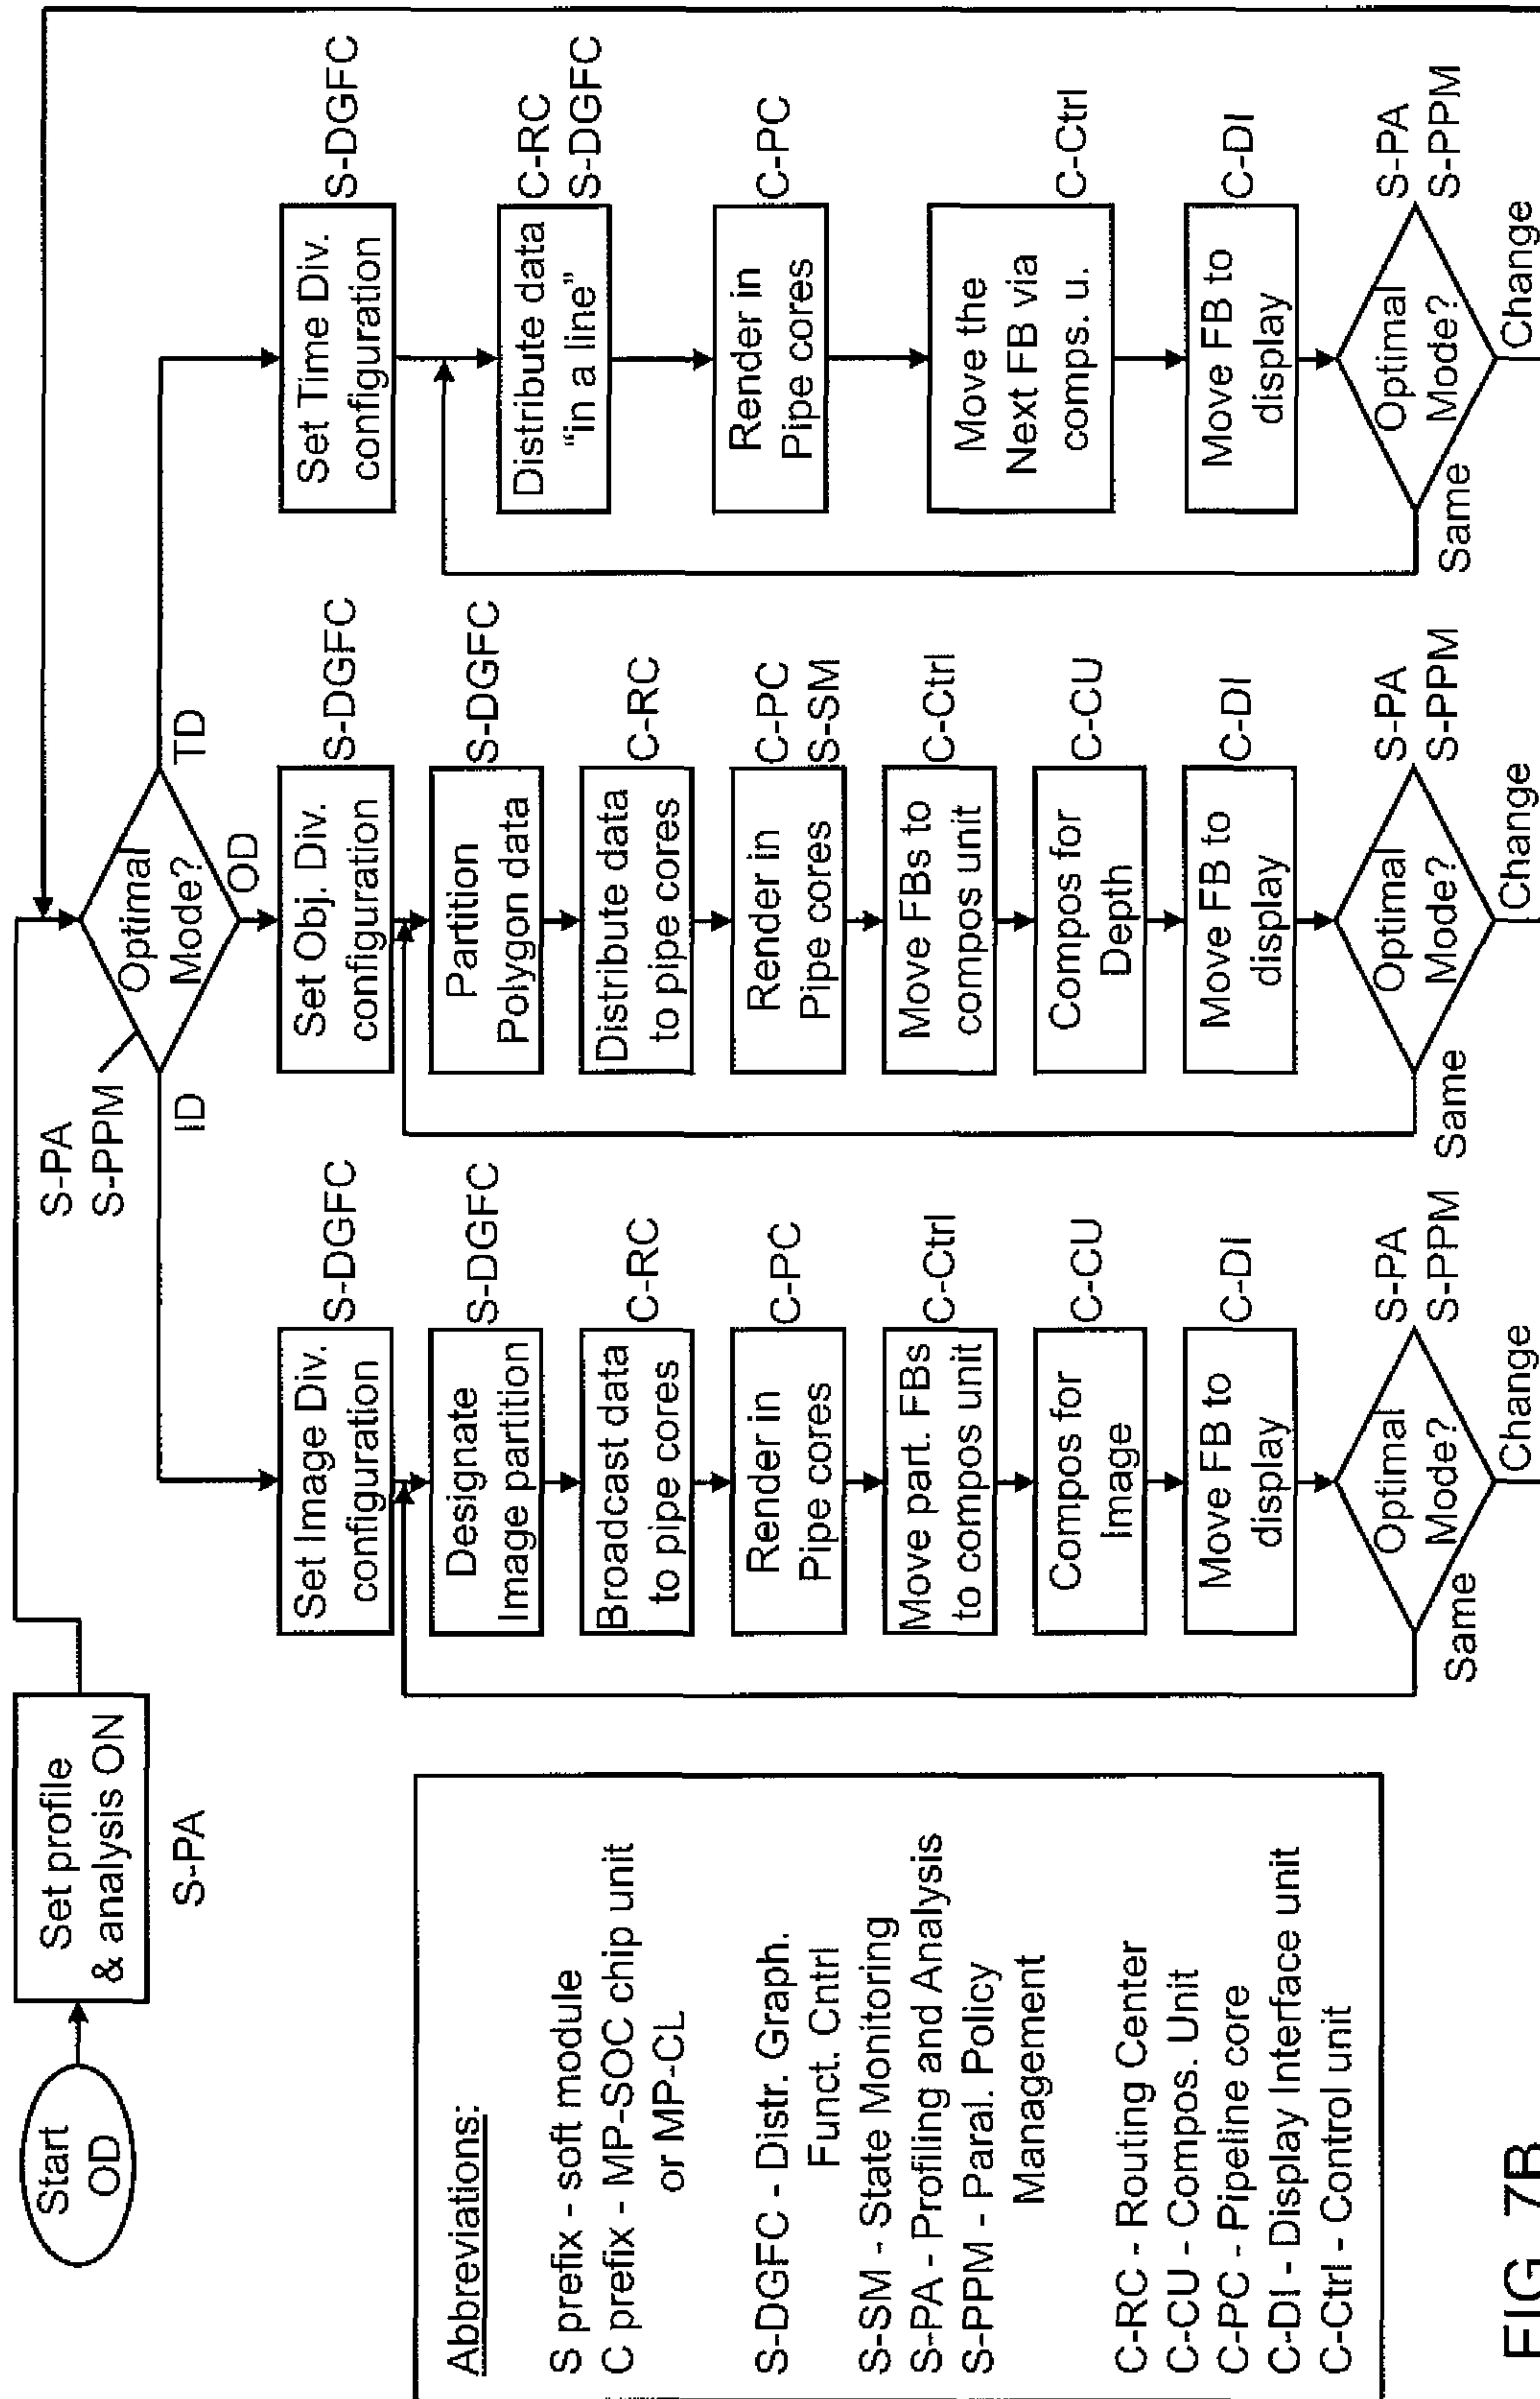 Start
OD
Set profile
& analysis ON
S-PA
S-PA
S-PPM
Optimal
Mode?
ID
OD
TD
Set Image Div.
configuration
S-DGFC
Designate
Image partition
S-DGFC
Broadcast data
to pipe cores
C-RC
Render in
Pipe cores
C-PC
Move part. FBs
to compos unit
C-Ctrl
Compos for
Image
C-CU
Move FB to
display
C-DI
Optimal
Mode?
S-PA
S-PPM
Same
Change
Set Obj. Div.
configuration
S-DGFC
Partition
Polygon data
S-DGFC
Distribute data
to pipe cores
C-RC
Render in
Pipe cores
C-PC
S-SM
Move FBs to
compos unit
C-Ctrl
Compos for
Depth
C-CU
Move FB to
display
C-DI
Optimal
Mode?
S-PA
S-PPM
Same
Change
Set Time Div.
configuration
S-DGFC
Distribute data
“in a line”
C-RC
S-DGFC
Render in
Pipe cores
C-PC
Move the
Next FB via
comps. u.
C-Ctrl
Move FB to
display
C-DI
Optimal
Mode?
S-PA
S-PPM
Same
Change
Abbreviations:
S prefix - soft module
C prefix - MP-SOC chip unit
or MP-CL
S-DGFC - Distr. Graph.
Funct. Cntrl
S-SM - State Monitoring
S-PA - Profiling and Analysis
S-PPM - Paral. Policy
Management
C-RC - Routing Center
C-CU - Compos. Unit
C-PC - Pipeline core
C-DI - Display Interface unit
C-Ctrl - Control unit
FIG. 7B